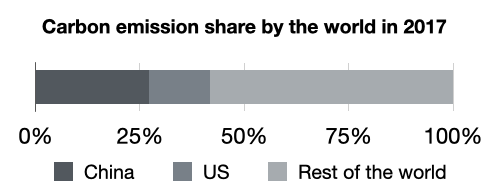 Carbon emission share by the world in 2017
0% 25% 50% 75% 100%
China US Rest of the world